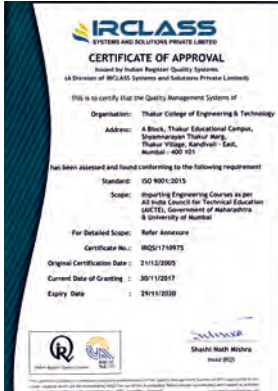 IRCLASS
SYSTEMS AND SOLUTIONS PRIVATE LIMITED
CERTIFICATE OF APPROVAL
Issued by Indian Register Quality Systems
(A Division of IRCLASS Systems and Solutions Private Limited)
This is to certify that the Quality Management Systems of
Organisation: Thakur College of Engineering & Technology
Address: A Block, Thakur Educational Campus,
Shyamnarayan Thakur Marg,
Thakur Village, Kandivali - East,
Mumbai - 400 101
has been assessed and found conforming to the following requirement
Standard: ISO 9001:2015
Scope: Imparting Engineering Courses as per
All India Council for Technical Education
(AICTE), Government of Maharashtra
& University of Mumbai
For Detailed Scope: Refer Annexure
Certificate No.: IRQS/1710975
Original Certification Date : 21/12/2005
Current Date of Granting : 30/11/2017
Expiry Date : 29/11/2020
Shashi Nath Mishra
Head IRQS